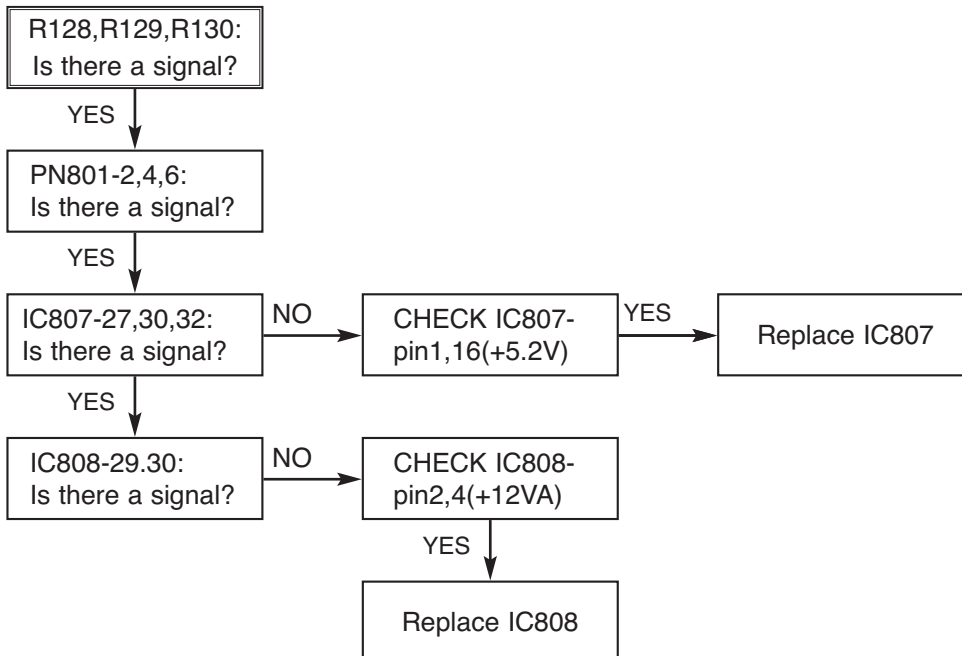 R128,R129,R130:
Is there a signal?
YES
PN801-2,4,6:
Is there a signal?
YES
IC807-27,30,32:
Is there a signal?
NO
CHECK IC807-
pin1,16(+5.2V)
YES
Replace IC807
YES
IC808-29.30:
Is there a signal?
NO
CHECK IC808-
pin2,4(+12VA)
YES
Replace IC808